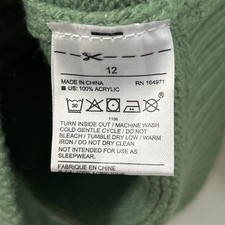 12
MADE IN CHINA RN 164971
■ US: 100% ACRYLIC
30
TURN INSIDE OUT / MACHINE WASH
COLD GENTLE CYCLE / DO NOT
BLEACH / TUMBLE DRY LOW / WARM
IRON / DO NOT DRY CLEAN
NOT INTENDED FOR USE AS
SLEEPWEAR.
FABRIQUE EN CHINE